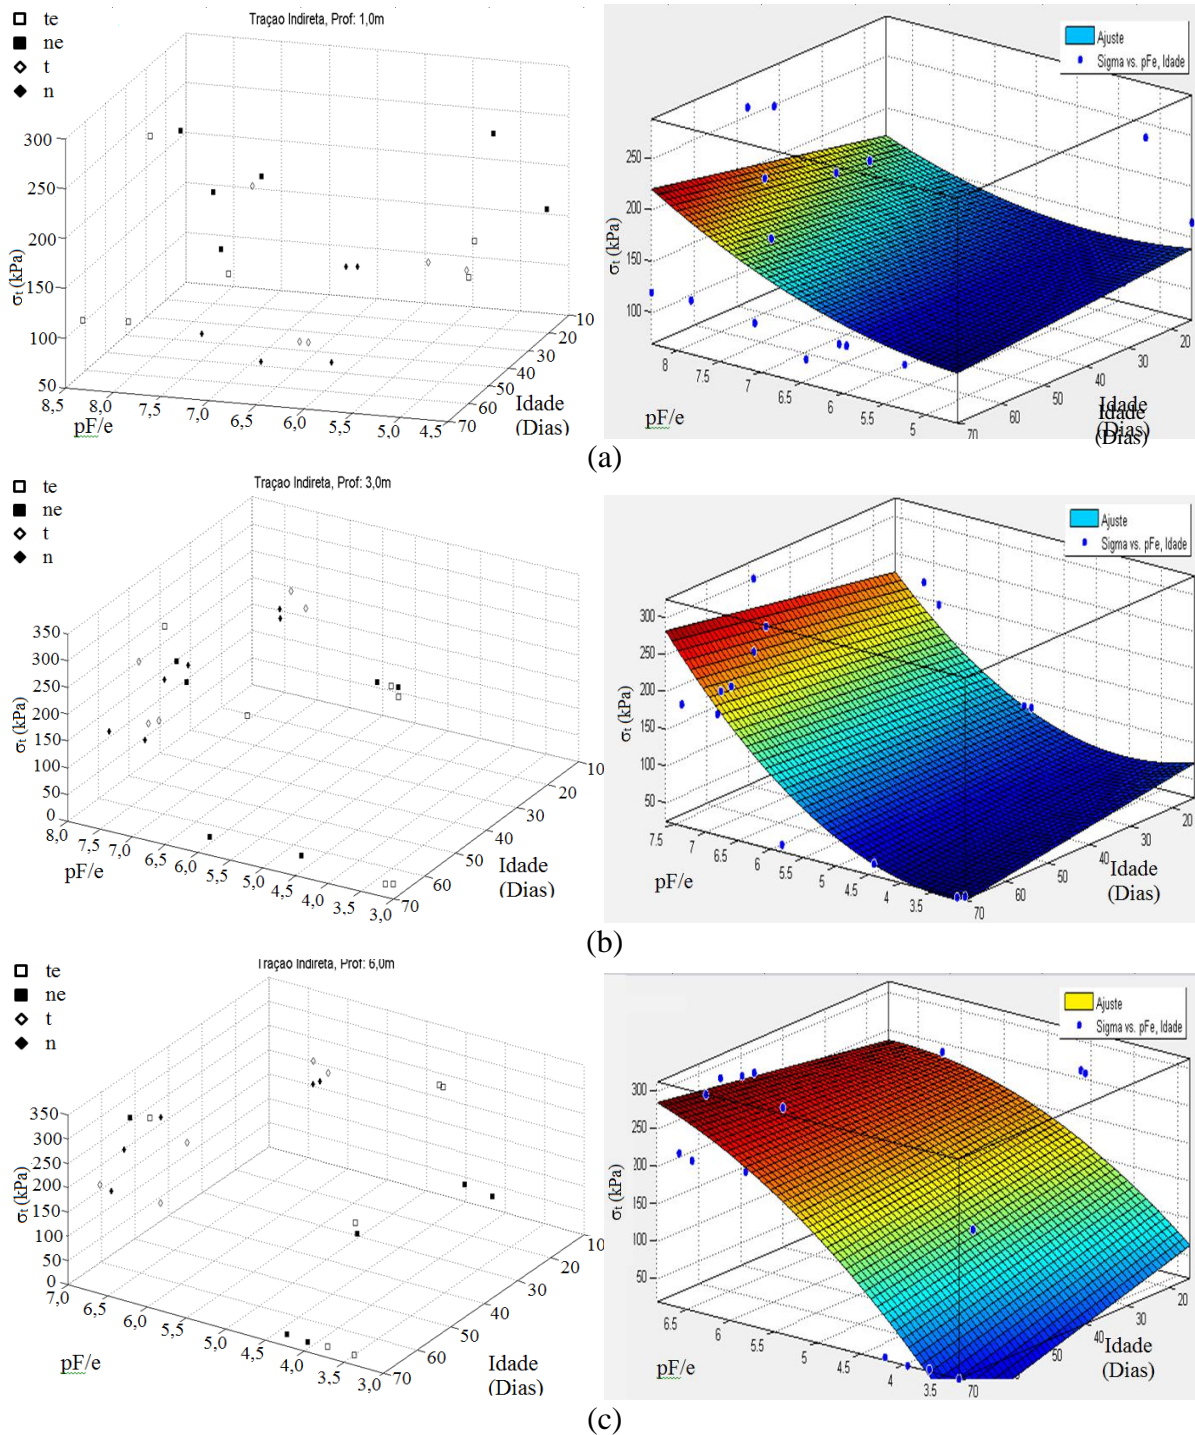 te
ne
t
n
Traçao Indireta, Prof: 1,0m
300
250
200
150
100
50
σt (kPa)
8,5 8,0 7,5 7,0 6,5 6,0 5,5 5,0 4.5
pF/e
10
20
30
40
50
60
70
Idade
(Dias)
Ajuste
Sigma vs. pFe, Idade
250
200
150
100
σt (kPa)
8 7.5 7 6.5 6 5.5 5
pF/e
20
30
40
50
60
70
Idade
Idade
(Dias)
(Dias)
(a)
te
ne
t
n
Traçao Indireta, Prof: 3,0m
350
300
250
200
150
100
50
0
σt (kPa)
8,0 7,5 7,0 6,5 6,0 5,5 5,0 4,5 4,0 3.5 3,0
pF/e
10
20
30
40
50
60
70
Idade
(Dias)
Ajuste
Sigma vs. pFe, Idade
300
250
200
150
100
50
σt (kPa)
7.5 7 6.5 6 5.5 5 4.5 4 3.5
pF/e
20
30
40
50
60
70
Idade
(Dias)
(b)
te
ne
t
n
Traçao Indireta, Prof: 6,0m
350
300
250
200
150
100
50
0
σt (kPa)
7,0 6,5 6,0 5,5 5,0 4,5 4,0 3.5 3,0
pF/e
10
20
30
40
50
60
70
Idade
(Dias)
Ajuste
Sigma vs. pFe, Idade
300
250
200
150
100
50
σt (kPa)
6.5 6 5.5 5 4.5 4 3.5
pF/e
20
30
40
50
70
Idade
(Dias)
(c)